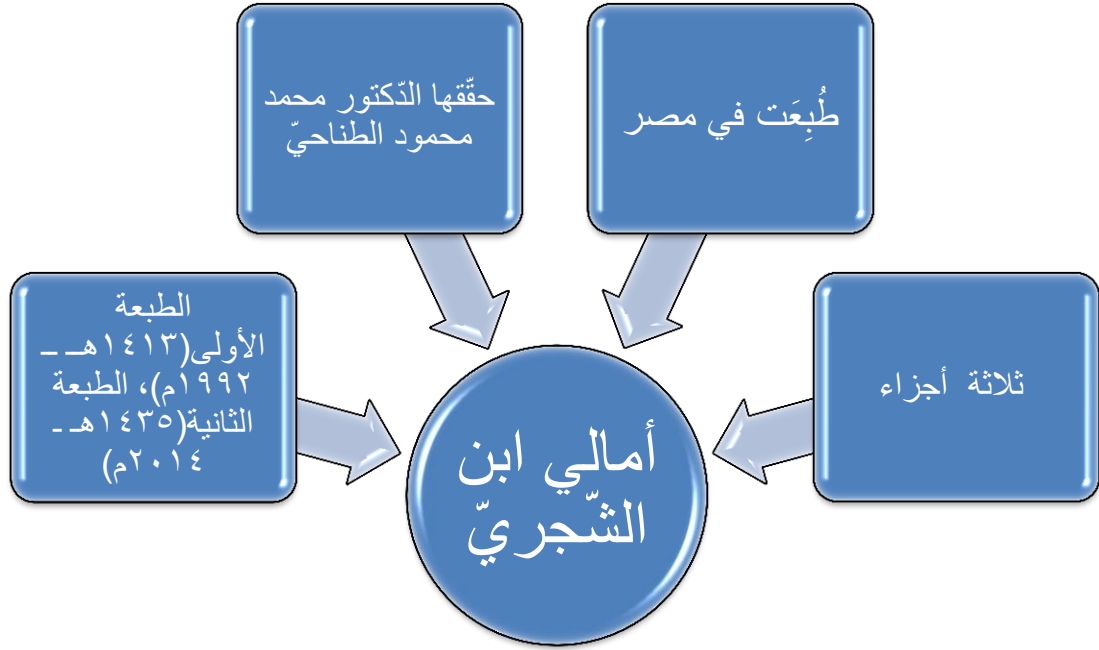 ثلاثة أجزاء
طُبِعَت في مصر
حقّقها الدّكتور محمد
محمود الطناحيّ
الطبعة
الأولى(١٤١٣هـ ـ
١٩٩٢م)، الطبعة
الثانية(١٤٣٥هـ ـ
٢٠١٤م)
أمالي ابن
الشّجريّ